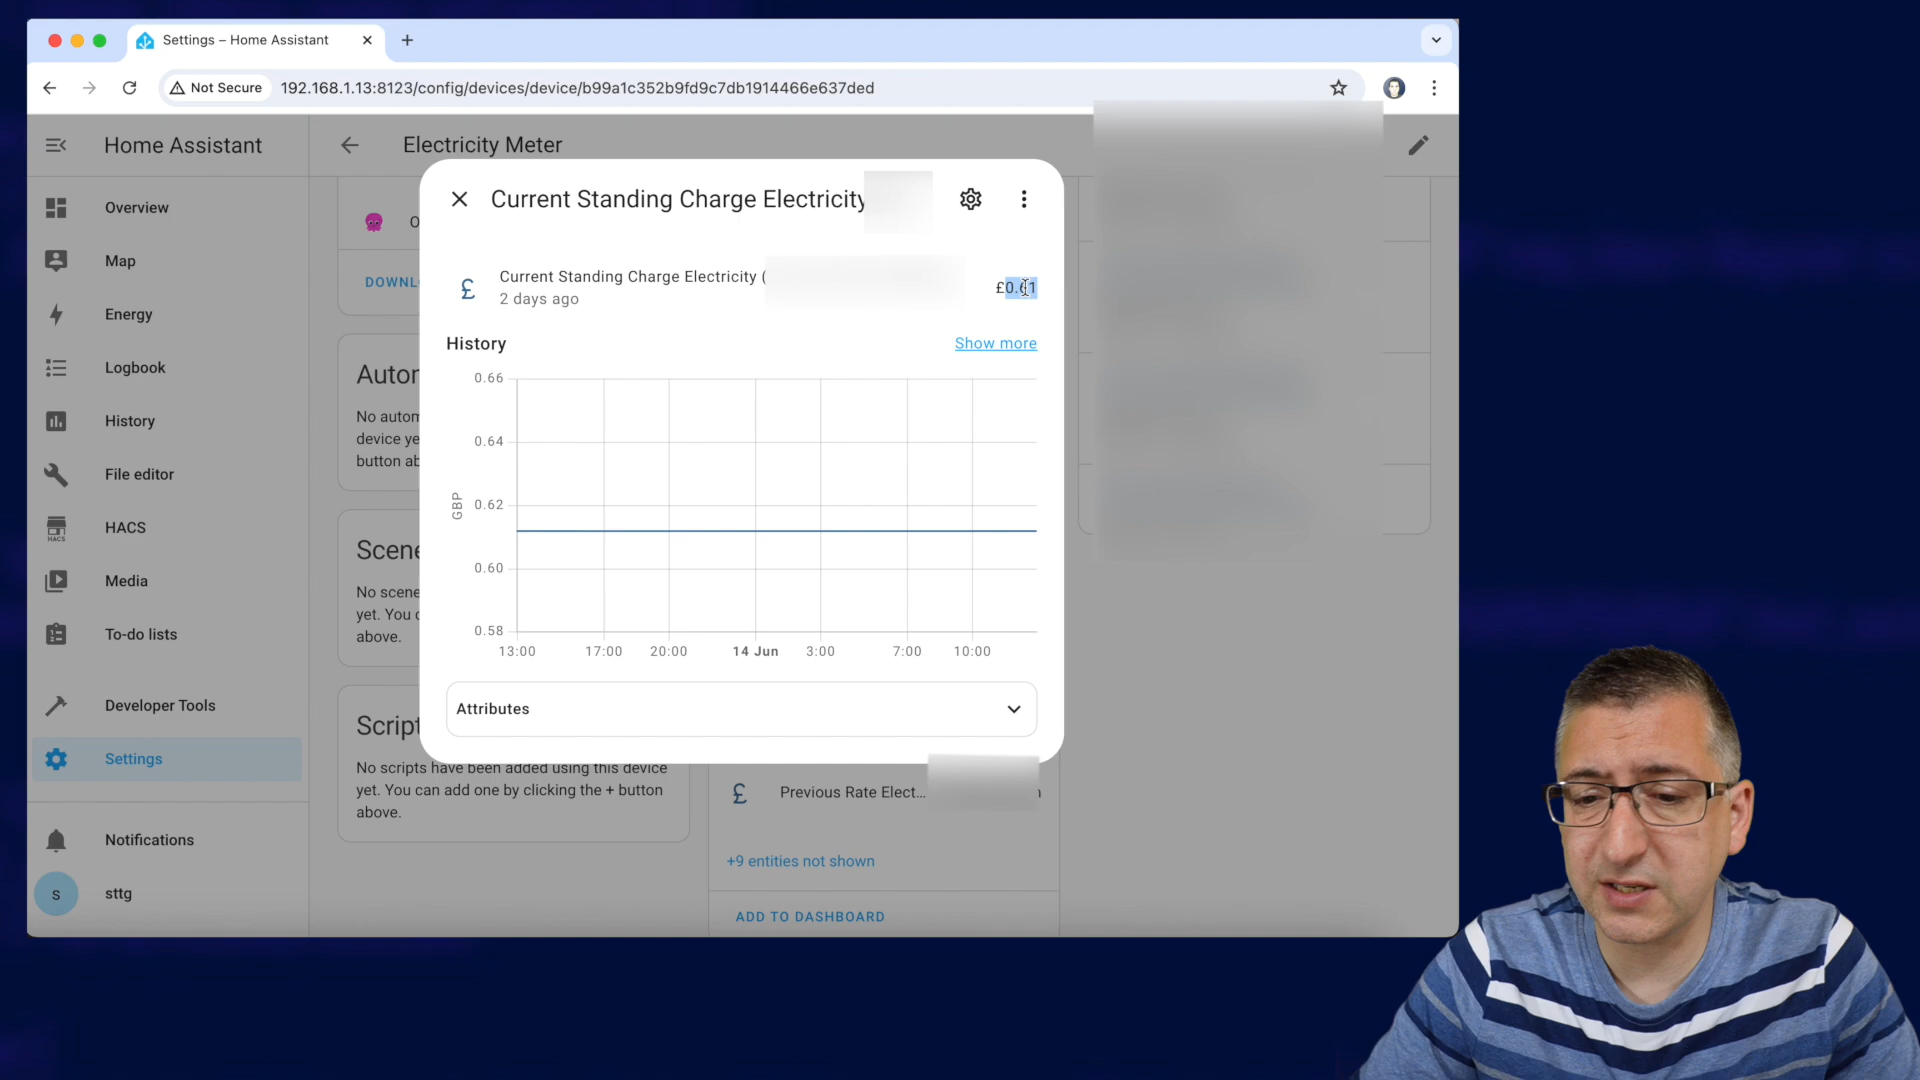 Settings – Home Assistant
Not Secure
192.168.1.13:8123/config/devices/device/b99a1c352b9fd9c7db1914466e637ded
Home Assistant
Electricity Meter
Overview
Map
Energy
Logbook
History
File editor
HACS
HACS
Media
To-do lists
Developer Tools
Settings
Notifications
S
sttg
O
DOWNL
Autor
No autom
device ye
button ab
Scene
No scene
yet. You c
above.
Script
No scripts have been added using this device
yet. You can add one by clicking the + button
above.
Current Standing Charge Electricity
£
Current Standing Charge Electricity (
2 days ago
£0.61
History
Show more
0.66
0.64
0.62
0.60
0.58
GBP
13:00
17:00
20:00
14 Jun
3:00
7:00
10:00
Attributes
£
Previous Rate Elect...
+9 entities not shown
ADD TO DASHBOARD